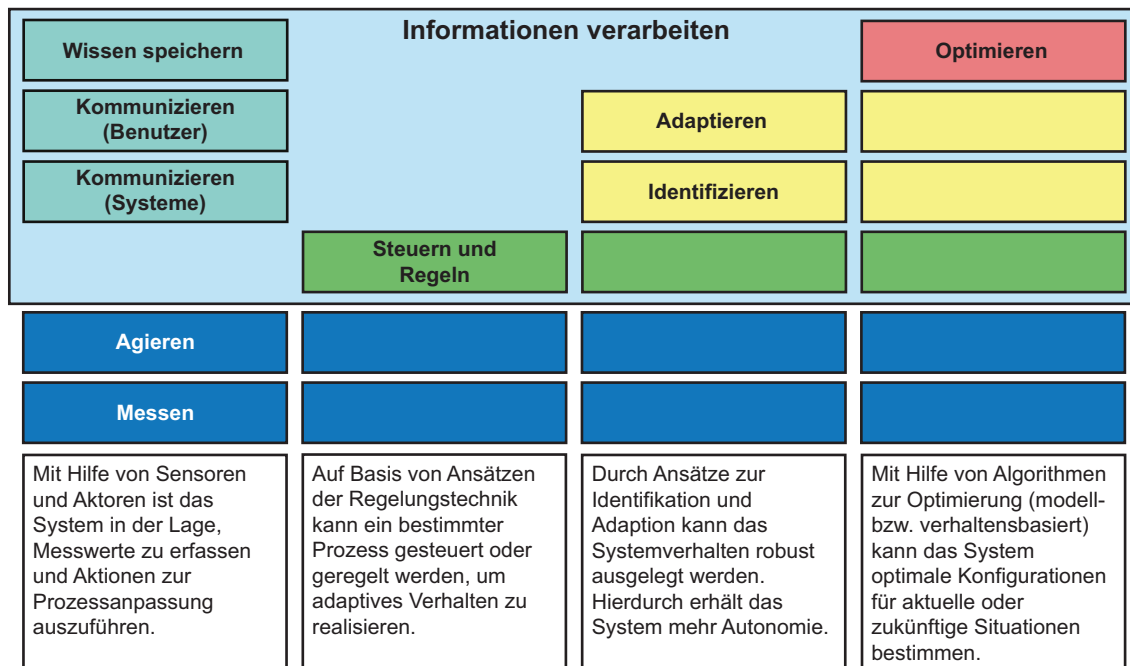 Informationen verarbeiten
Wissen speichern
Optimieren
Kommunizieren
(Benutzer)
Adaptieren
Kommunizieren
(Systeme)
Identifizieren
Steuern und
Regeln
Agieren
Messen
Mit Hilfe von Sensoren
und Aktoren ist das
System in der Lage,
Messwerte zu erfassen
und Aktionen zur
Prozessanpassung
auszuführen.
Auf Basis von Ansätzen
der Regelungstechnik
kann ein bestimmter
Prozess gesteuert oder
geregelt werden, um
adaptives Verhalten zu
realisieren.
Durch Ansätze zur
Identifikation und
Adaption kann das
Systemverhalten robust
ausgelegt werden.
Hierdurch erhält das
System mehr Autonomie.
Mit Hilfe von Algorithmen
zur Optimierung (modell-
bzw. verhaltensbasiert)
kann das System
optimale Konfigurationen
für aktuelle oder
zukünftige Situationen
bestimmen.